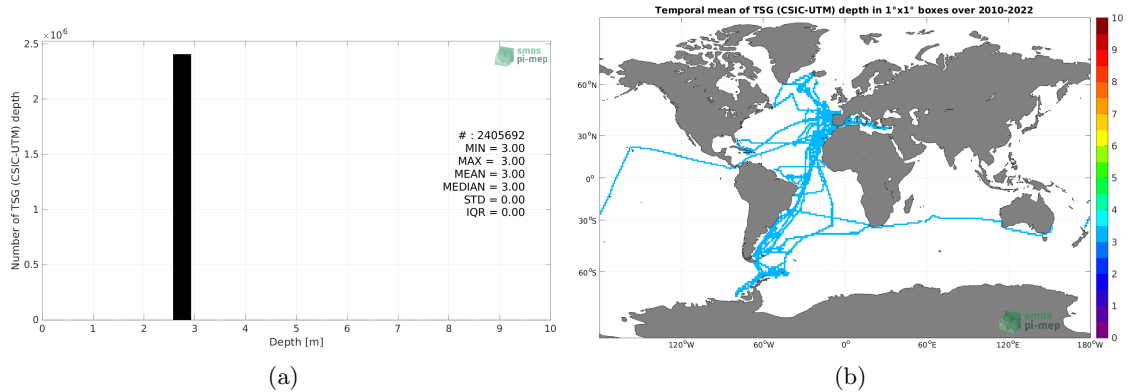 ×10⁶
2.5
2
1.5
1
0.5
0
Number of TSG (CSIC-UTM) depth
0 1 2 3 4 5 6 7 8 9 10
Depth [m]
smos
pi-mep
# : 2405692
MIN = 3.00
MAX = 3.00
MEAN = 3.00
MEDIAN = 3.00
STD = 0.00
IQR = 0.00
(a)
Temporal mean of TSG (CSIC-UTM) depth in 1°x1° boxes over 2010-2022
60°N
30°N
0°
30°S
60°S
120°W 60°W 0° 60°E 120°E 180°W
smos
pi-mep
10
9
8
7
6
5
4
3
2
1
0
(b)